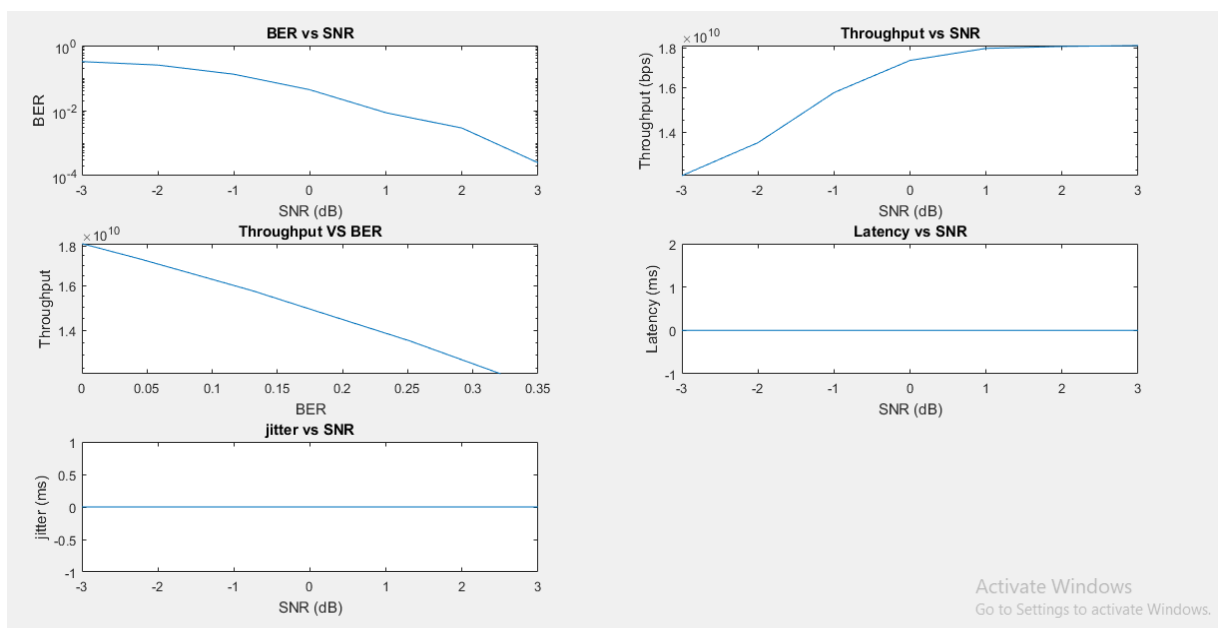 BER vs SNR
10^0
10^-2
10^-4
BER
-3 -2 -1 0 1 2 3
SNR (dB)
Throughput vs SNR
×10^10
1.8
1.6
1.4
Throughput (bps)
-3 -2 -1 0 1 2 3
SNR (dB)
Throughput VS BER
×10^10
1.8
1.6
1.4
Throughput
0 0.05 0.1 0.15 0.2 0.25 0.3 0.35
BER
Latency vs SNR
2
1
0
-1
Latency (ms)
-3 -2 -1 0 1 2 3
SNR (dB)
jitter vs SNR
1
0.5
0
-0.5
-1
jitter (ms)
-3 -2 -1 0 1 2 3
SNR (dB)
Activate Windows
Go to Settings to activate Windows.